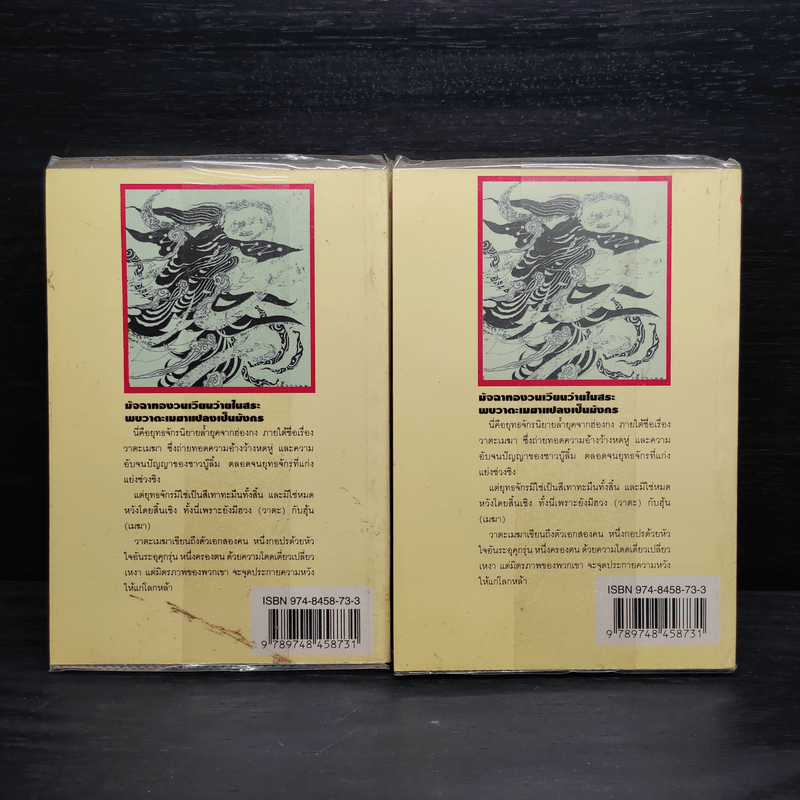 มัจฉาทองวนเวียนว่ายในสระ
พบวาตะเมฆาแปลงเป็นมังกร
นี่คือยุทธจักรนิยายล้ำยุคจากฮ่องกง ภายใต้ชื่อเรื่อง
วาตะเมฆา ซึ่งถ่ายทอดความอ้างว้างหดหู่ และความ
อับจนปัญญาของชาวบู๊ลิ้ม ตลอดจนยุทธจักรที่แก่ง
แย่งช่วงชิง
แต่ยุทธจักรมิใช่เป็นสีเทาทะมึนทั้งสิ้น และมิใช่หมด
หวังโดยสิ้นเชิง ทั้งนี้เพราะยังมีฮวง (วาตะ) กับฮุ้น
(เมฆา)
วาตะเมฆาเขียนถึงตัวเอกสองคน หนึ่งกอปรด้วยหัว
ใจอันระอุคุกรุ่น หนึ่งครองตน ด้วยความโดดเดี่ยวเปลี่ยว
เหงา แต่มิตรภาพของพวกเขา จะจุดประกายความหวัง
ให้แก่โลกหล้า
ISBN 974-8458-73-3
9 789748 458731
มัจฉาทองวนเวียนว่ายในสระ
พบวาตะเมฆาแปลงเป็นมังกร
นี่คือยุทธจักรนิยายล้ำยุคจากฮ่องกง ภายใต้ชื่อเรื่อง
วาตะเมฆา ซึ่งถ่ายทอดความอ้างว้างหดหู่ และความ
อับจนปัญญาของชาวบู๊ลิ้ม ตลอดจนยุทธจักรที่แก่ง
แย่งช่วงชิง
แต่ยุทธจักรมิใช่เป็นสีเทาทะมึนทั้งสิ้น และมิใช่หมด
หวังโดยสิ้นเชิง ทั้งนี้เพราะยังมีฮวง (วาตะ) กับฮุ้น
(เมฆา)
วาตะเมฆาเขียนถึงตัวเอกสองคน หนึ่งกอปรด้วยหัว
ใจอันระอุคุกรุ่น หนึ่งครองตน ด้วยความโดดเดี่ยวเปลี่ยว
เหงา แต่มิตรภาพของพวกเขา จะจุดประกายความหวัง
ให้แก่โลกหล้า
ISBN 974-8458-73-3
9 789748 458731